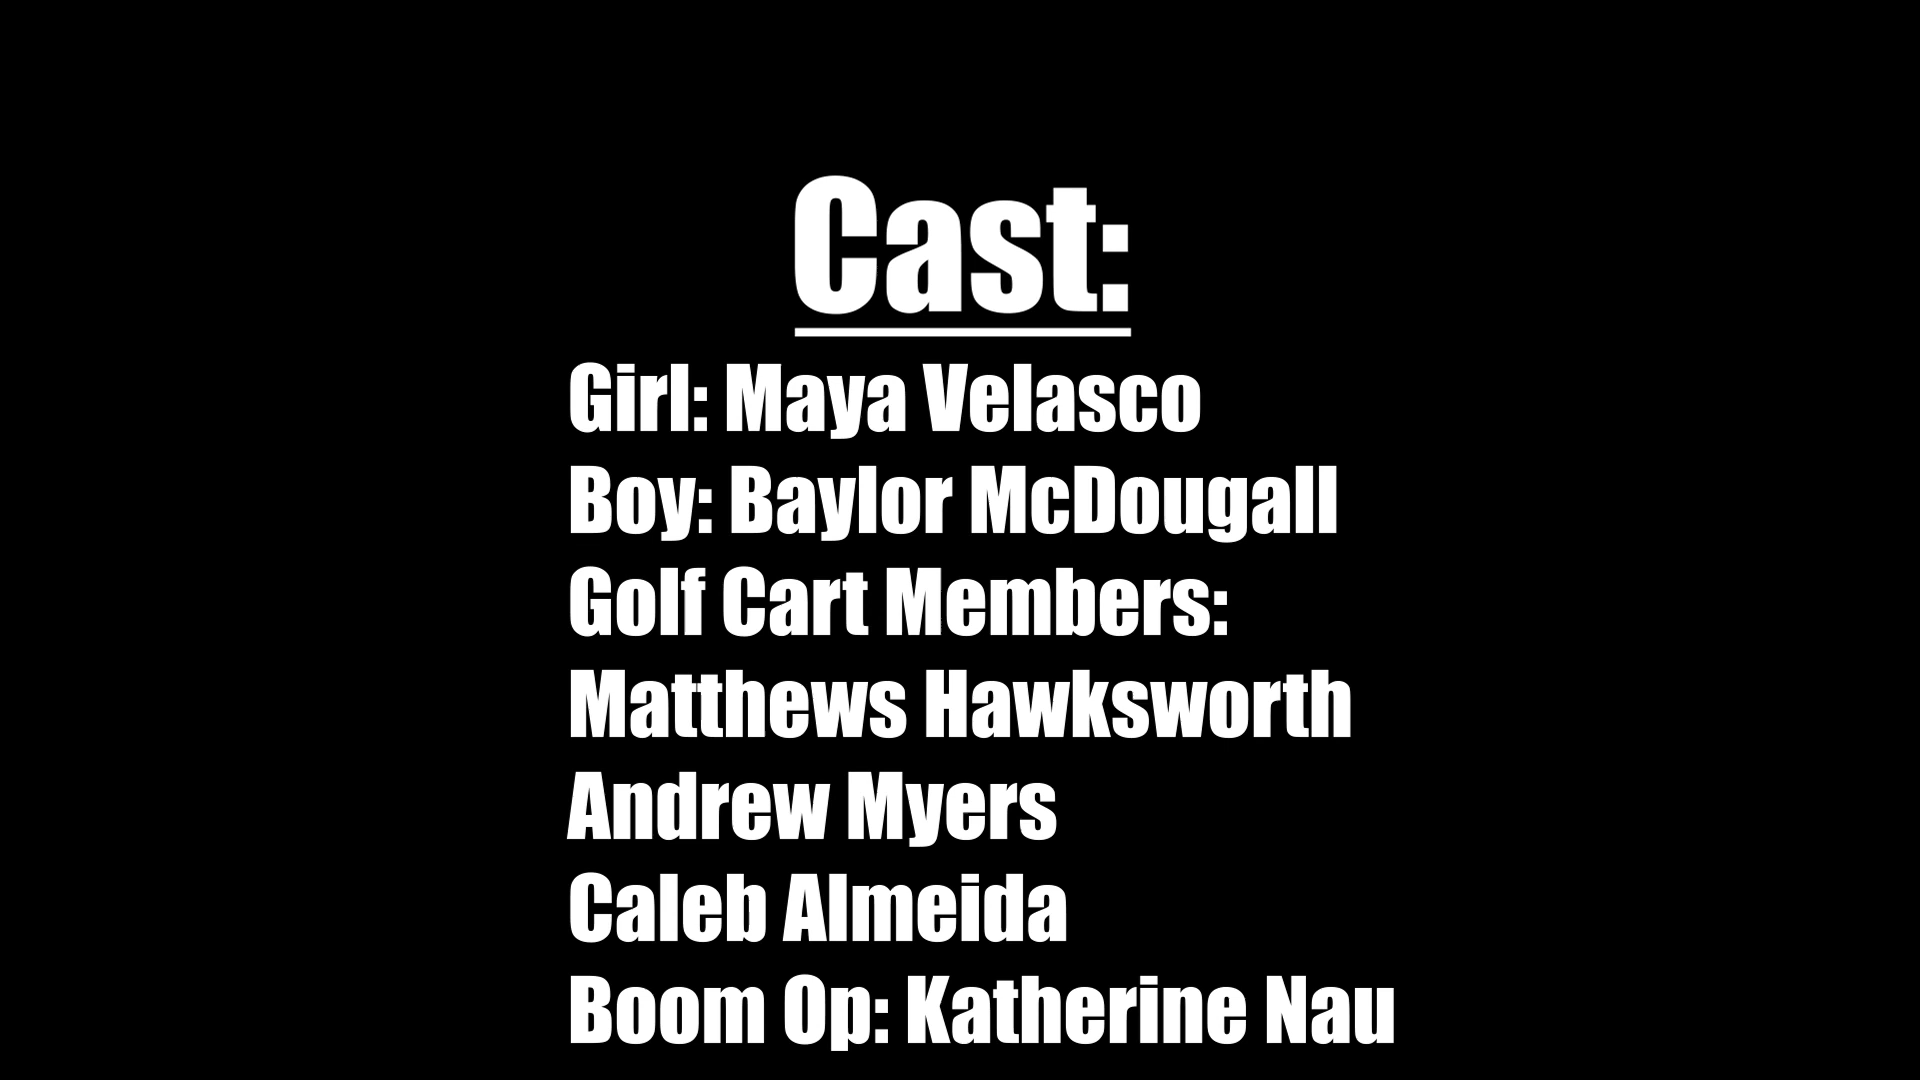 Cast:
Girl: Maya Velasco
Boy: Baylor McDougall
Golf Cart Members:
Matthews Hawksworth
Andrew Myers
Caleb Almeida
Boom Op: Katherine Nau